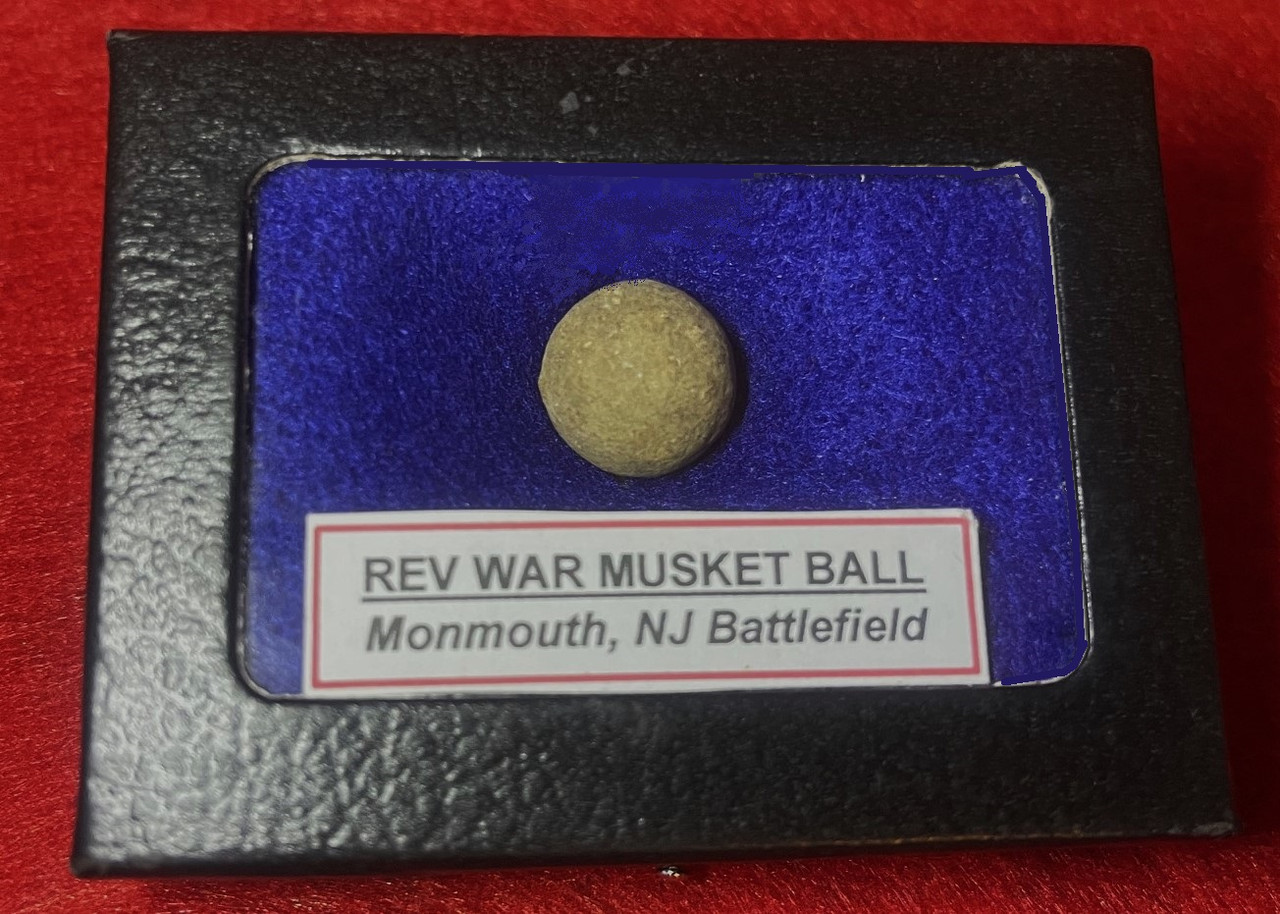 REV WAR MUSKET BALL
Monmouth, NJ Battlefield